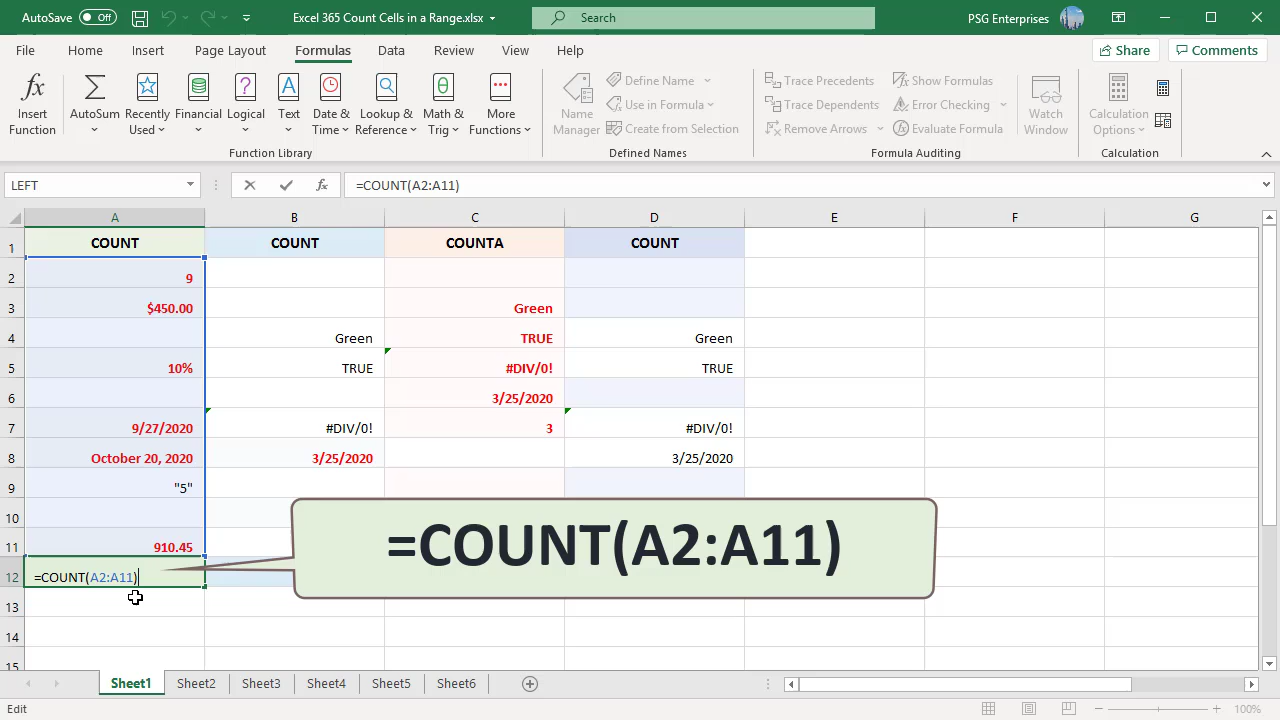 AutoSave Off Excel 365 Count Cells in a Range.xlsx Search PSG Enterprises
File Home Insert Page Layout Formulas Data Review View Help Share Comments
Insert Function AutoSum Recently Used Financial Logical Text Date & Time Lookup & Reference Math & Trig More Functions
Name Manager Define Name Use in Formula Create from Selection
Trace Precedents Trace Dependents Remove Arrows Show Formulas Error Checking Evaluate Formula Watch Window Calculation Options
Function Library Defined Names Formula Auditing Calculation
LEFT fx =COUNT(A2:A11)
A B C D E F G
1 COUNT COUNT COUNTA COUNT
2 9
3 $450.00 Green
4 Green TRUE Green
5 10% TRUE #DIV/0! TRUE
6 3/25/2020
7 9/27/2020 #DIV/0! 3 #DIV/0!
8 October 20, 2020 3/25/2020 3/25/2020
9 "5"
10
11 910.45
=COUNT(A2:A11)
12 =COUNT(A2:A11)
13
14
15
Sheet1 Sheet2 Sheet3 Sheet4 Sheet5 Sheet6
Edit 100%